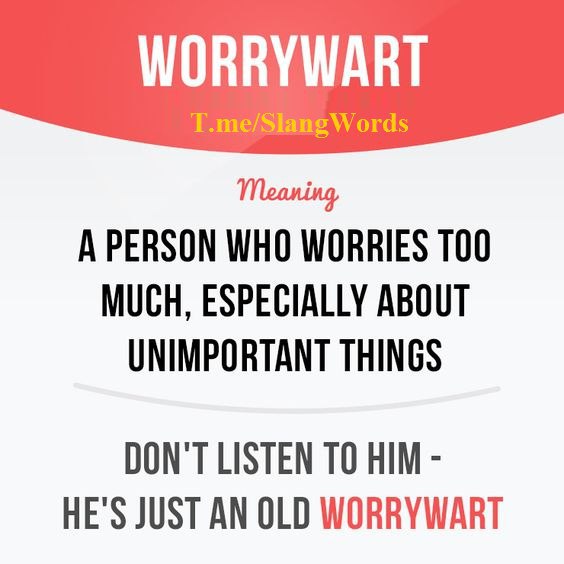 WORRYWART
T.me/SlangWords
Meaning
A PERSON WHO WORRIES TOO
MUCH, ESPECIALLY ABOUT
UNIMPORTANT THINGS
DON'T LISTEN TO HIM -
HE'S JUST AN OLD WORRYWART